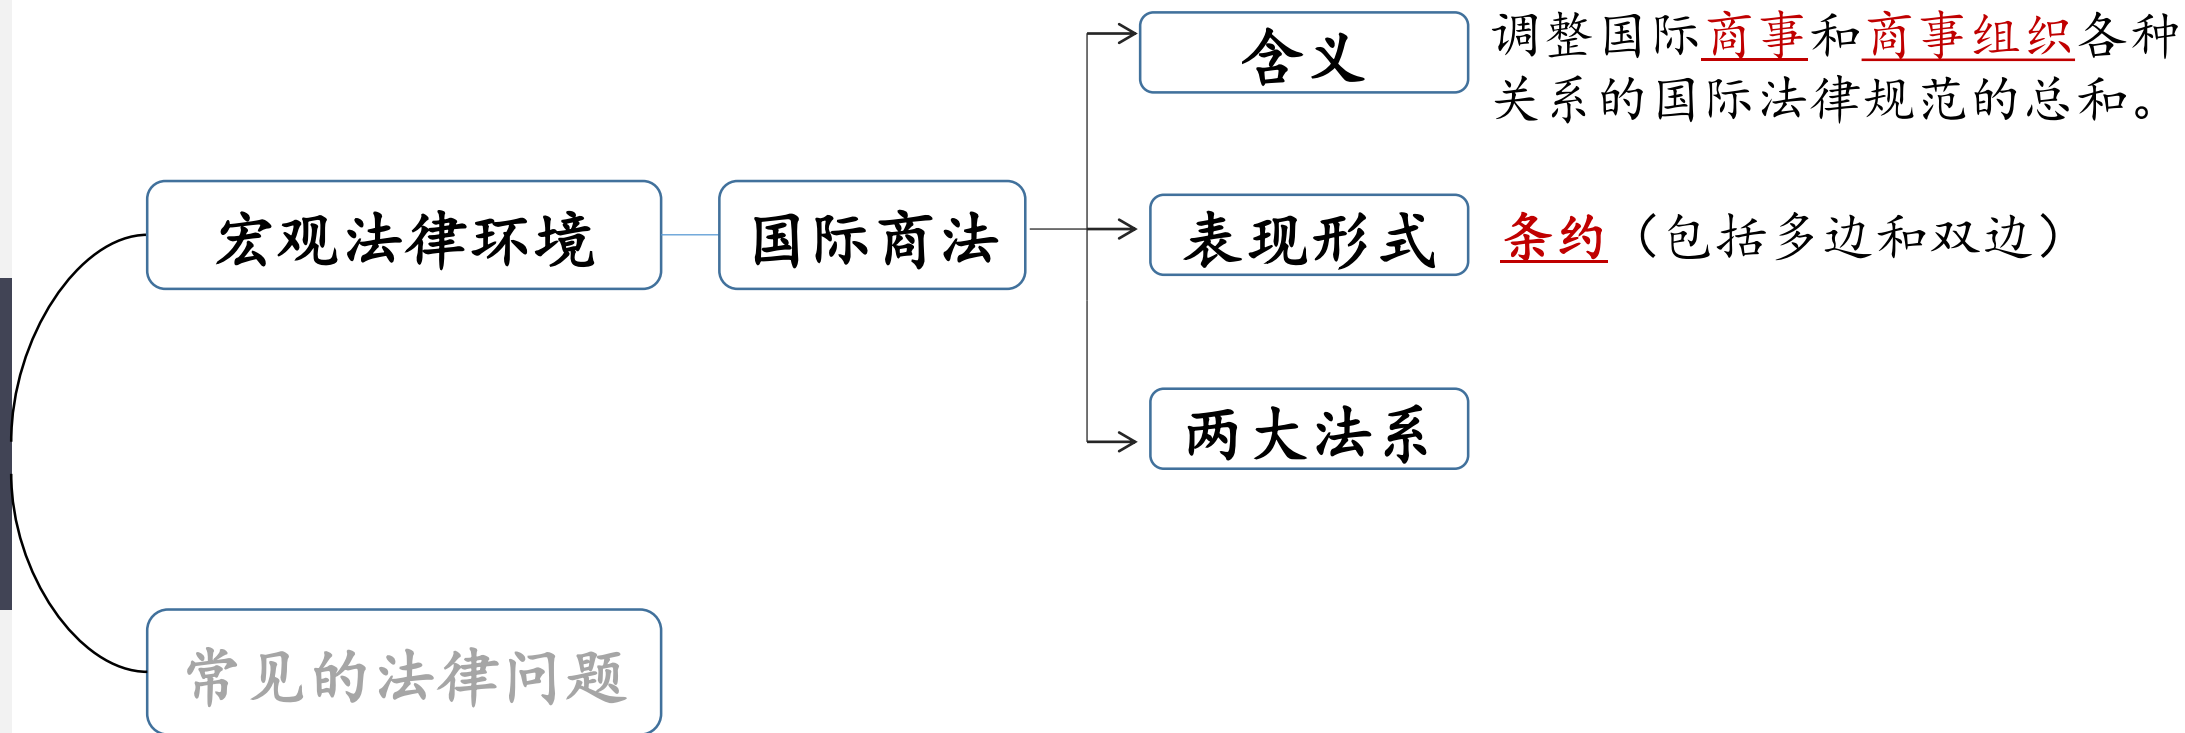 含义
调整国际商事和商事组织各种
关系的国际法律规范的总和。
宏观法律环境
国际商法
表现形式
条约（包括多边和双边）
两大法系
常见的法律问题